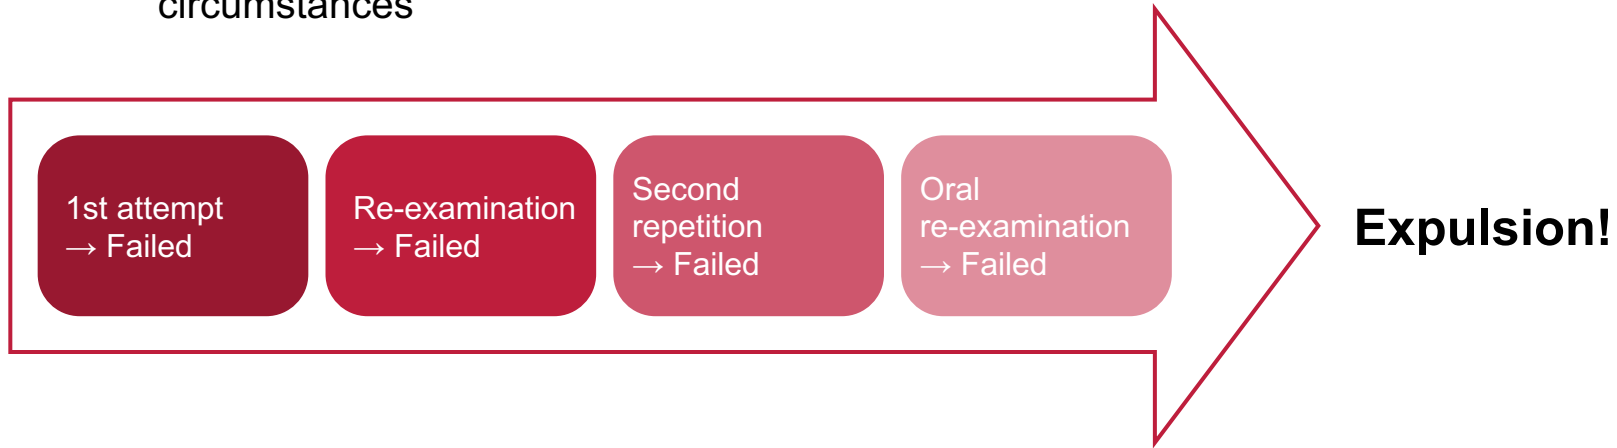 circumstances
1st attempt
→ Failed
Re-examination
→ Failed
Second
repetition
→ Failed
Oral
re-examination
→ Failed
Expulsion!